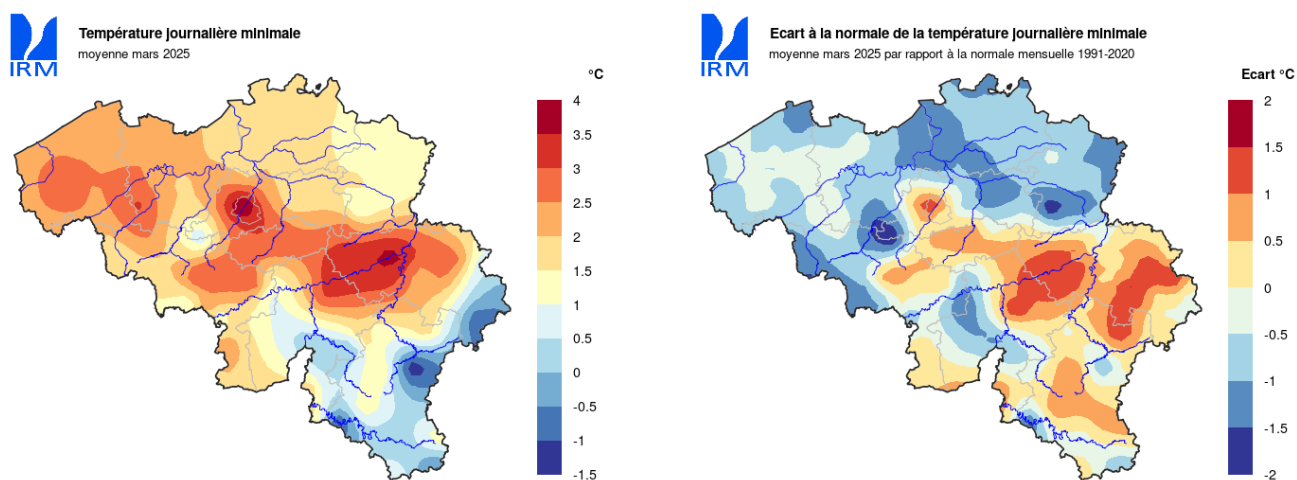 Température journalière minimale
moyenne mars 2025
IRM
°C
4
3.5
3
2.5
2
1.5
1
0.5
0
-0.5
-1
-1.5
Ecart à la normale de la température journalière minimale
moyenne mars 2025 par rapport à la normale mensuelle 1991-2020
IRM
Ecart °C
2
1.5
1
0.5
0
-0.5
-1
-1.5
-2